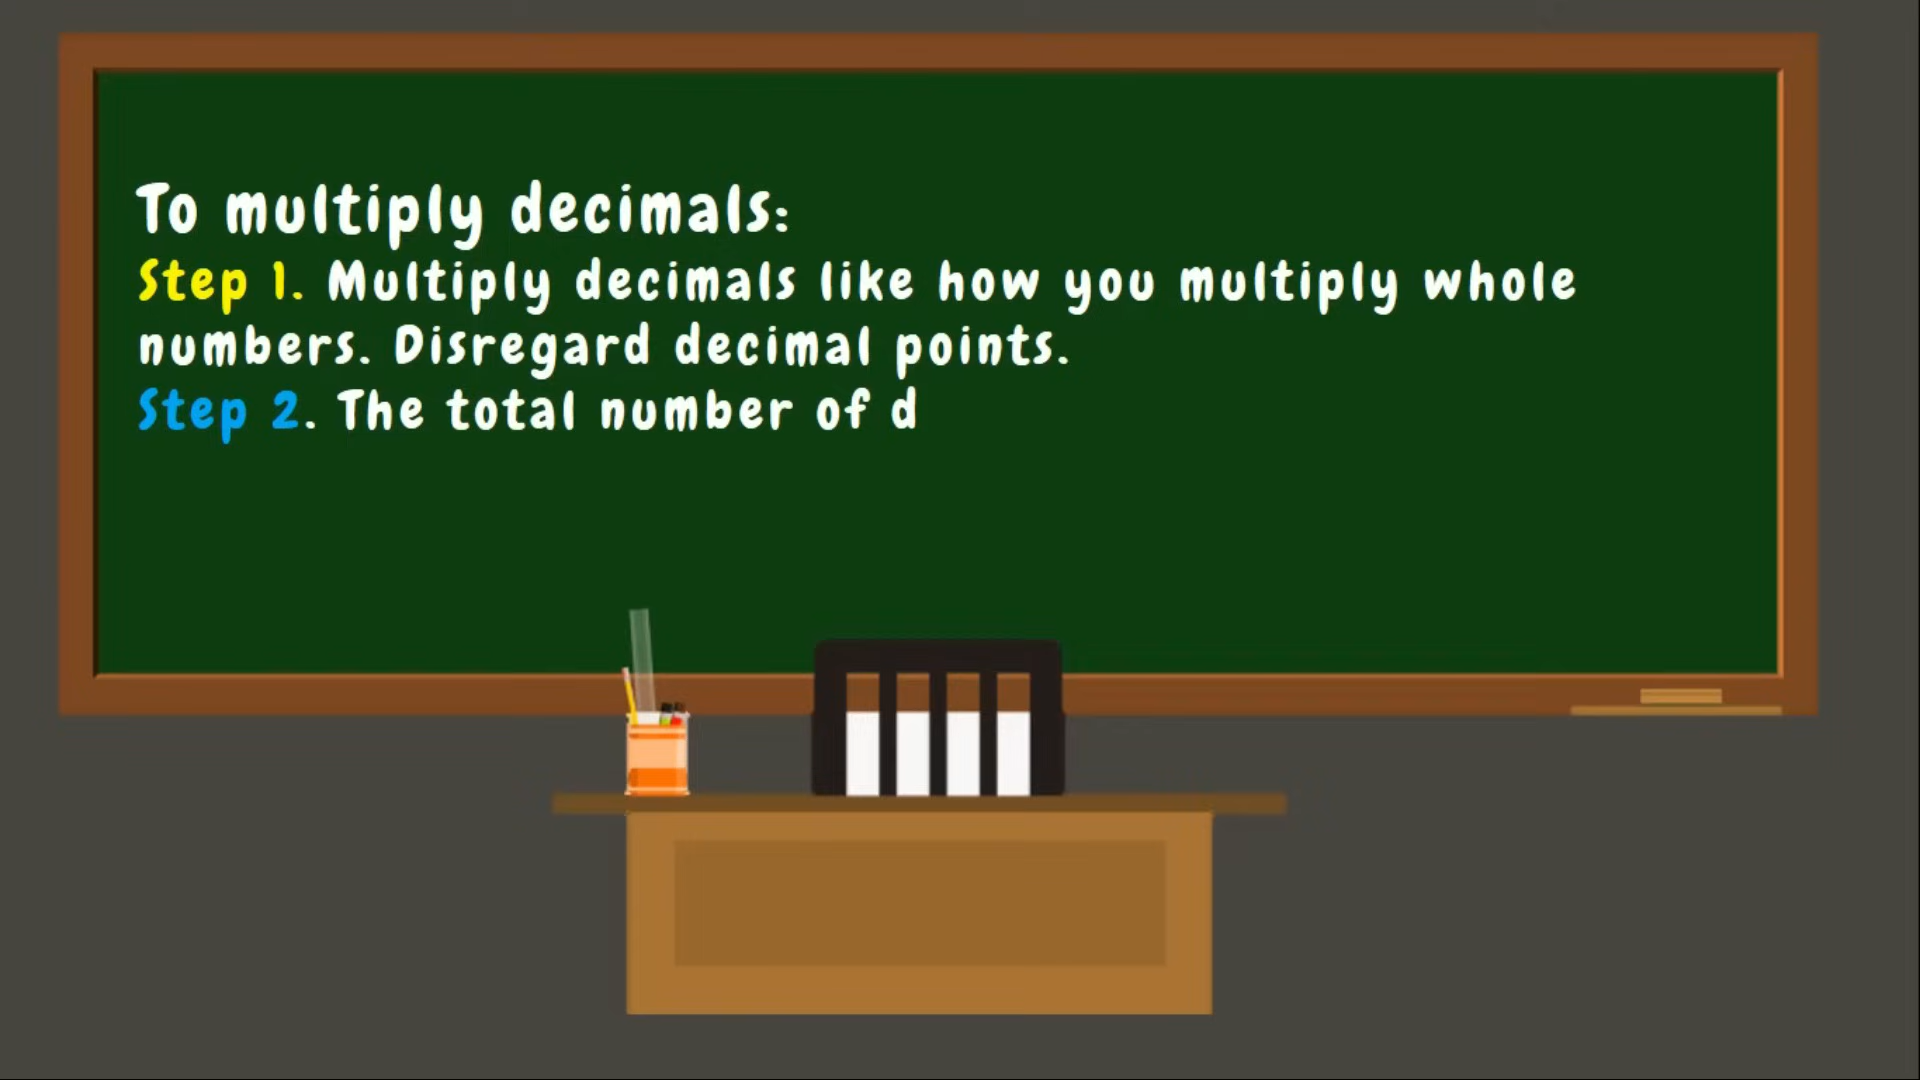 To multiply decimals:
Step 1. Multiply decimals like how you multiply whole
numbers. Disregard decimal points.
Step 2. The total number of d